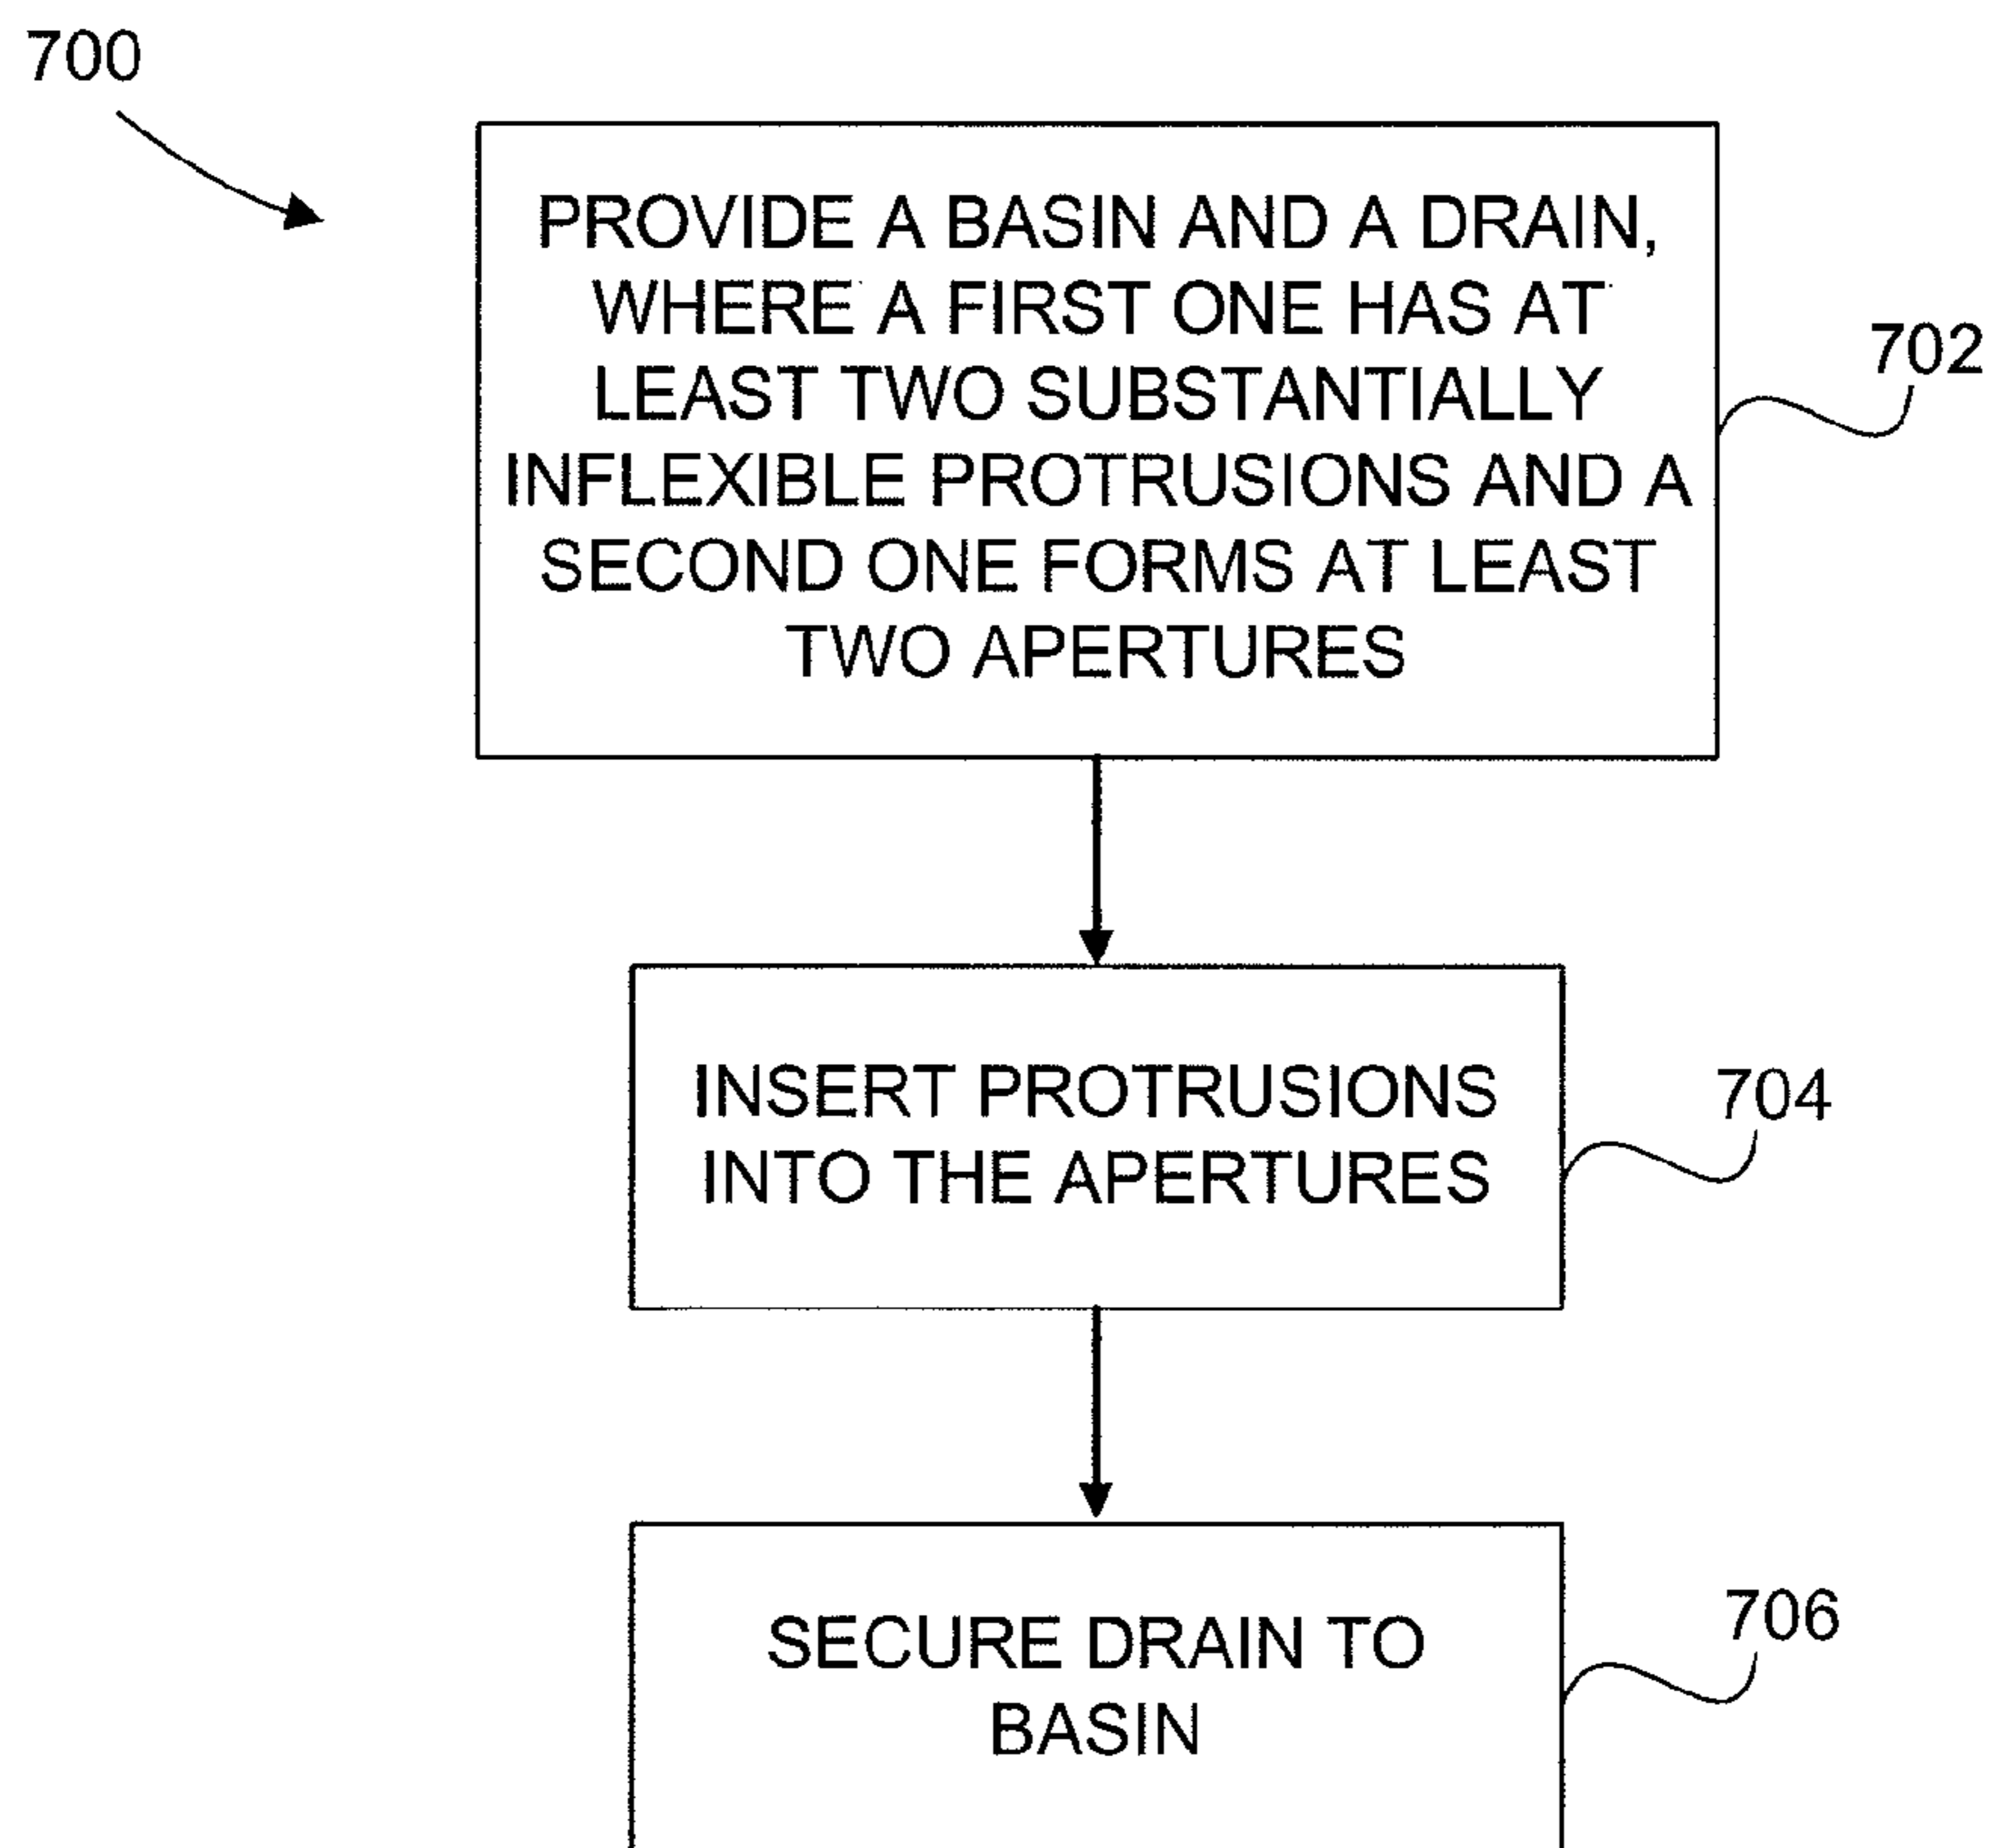 700
PROVIDE A BASIN AND A DRAIN,
WHERE A FIRST ONE HAS AT
LEAST TWO SUBSTANTIALLY
INFLEXIBLE PROTRUSIONS AND A
SECOND ONE FORMS AT LEAST
TWO APERTURES
702
INSERT PROTRUSIONS
INTO THE APERTURES
704
SECURE DRAIN TO
BASIN
706